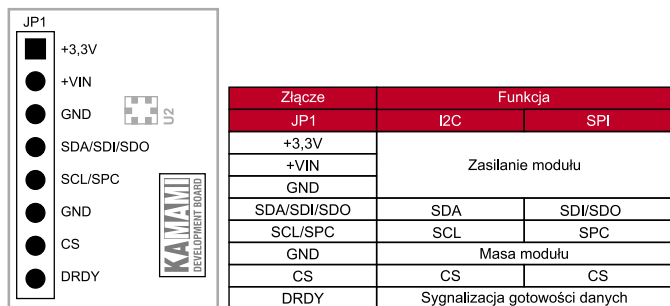 JP1
+3,3V
+VIN
GND
SDA/SDI/SDO
SCL/SPC
GND
CS
DRDY
U2
KAMAMI
DEVELOPMENT BOARD
Złącze Funkcja
JP1 I2C SPI
+3,3V
+VIN Zasilanie modułu
GND
SDA/SDI/SDO SDA SDI/SDO
SCL/SPC SCL SPC
GND Masa modułu
CS CS CS
DRDY Sygnalizacja gotowości danych